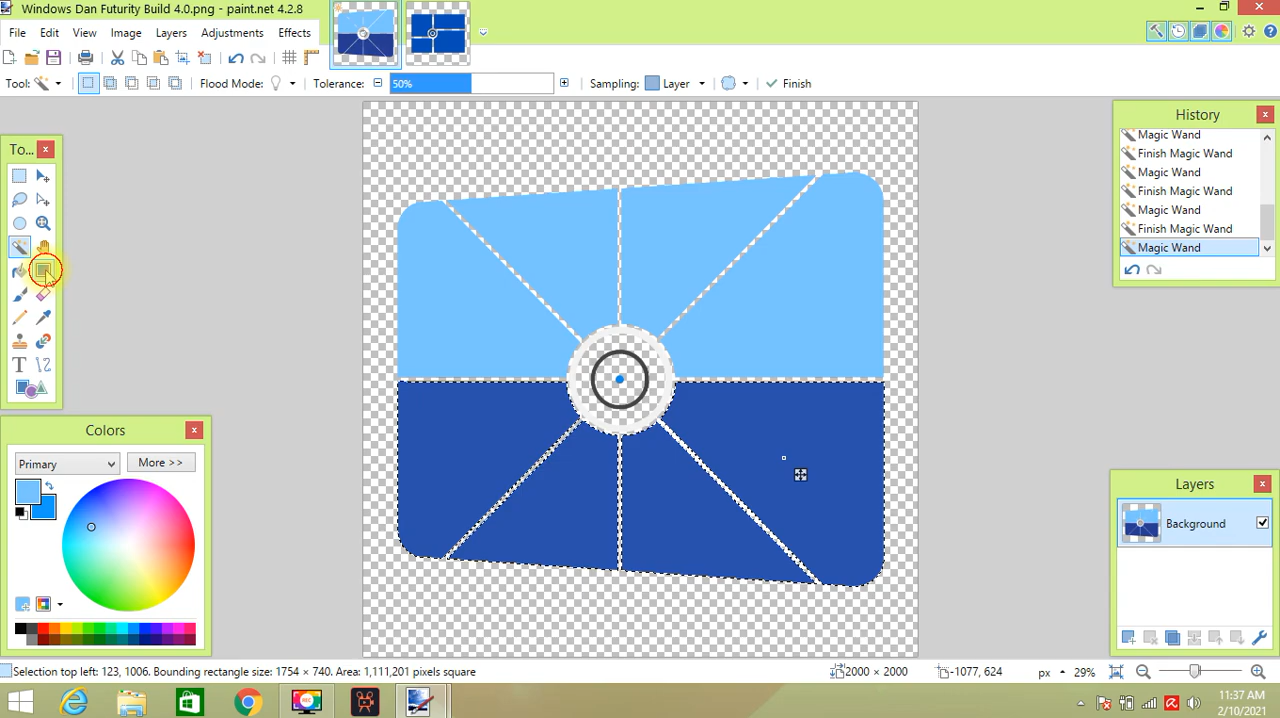 Windows Dan Futurity Build 4.0.png - paint.net 4.2.8
File Edit View Image Layers Adjustments Effects
Tool: Flood Mode: Tolerance: 50% Sampling: Layer Finish
To...
History
Magic Wand
Finish Magic Wand
Magic Wand
Finish Magic Wand
Magic Wand
Finish Magic Wand
Magic Wand
T
Colors
Primary
More >>
Layers
Background
Selection top left: 123, 1006. Bounding rectangle size: 1754 × 740. Area: 1,111,201 pixels square
2000 × 2000
-1077, 624
px
29%
REC
11:37 AM
2/10/2021